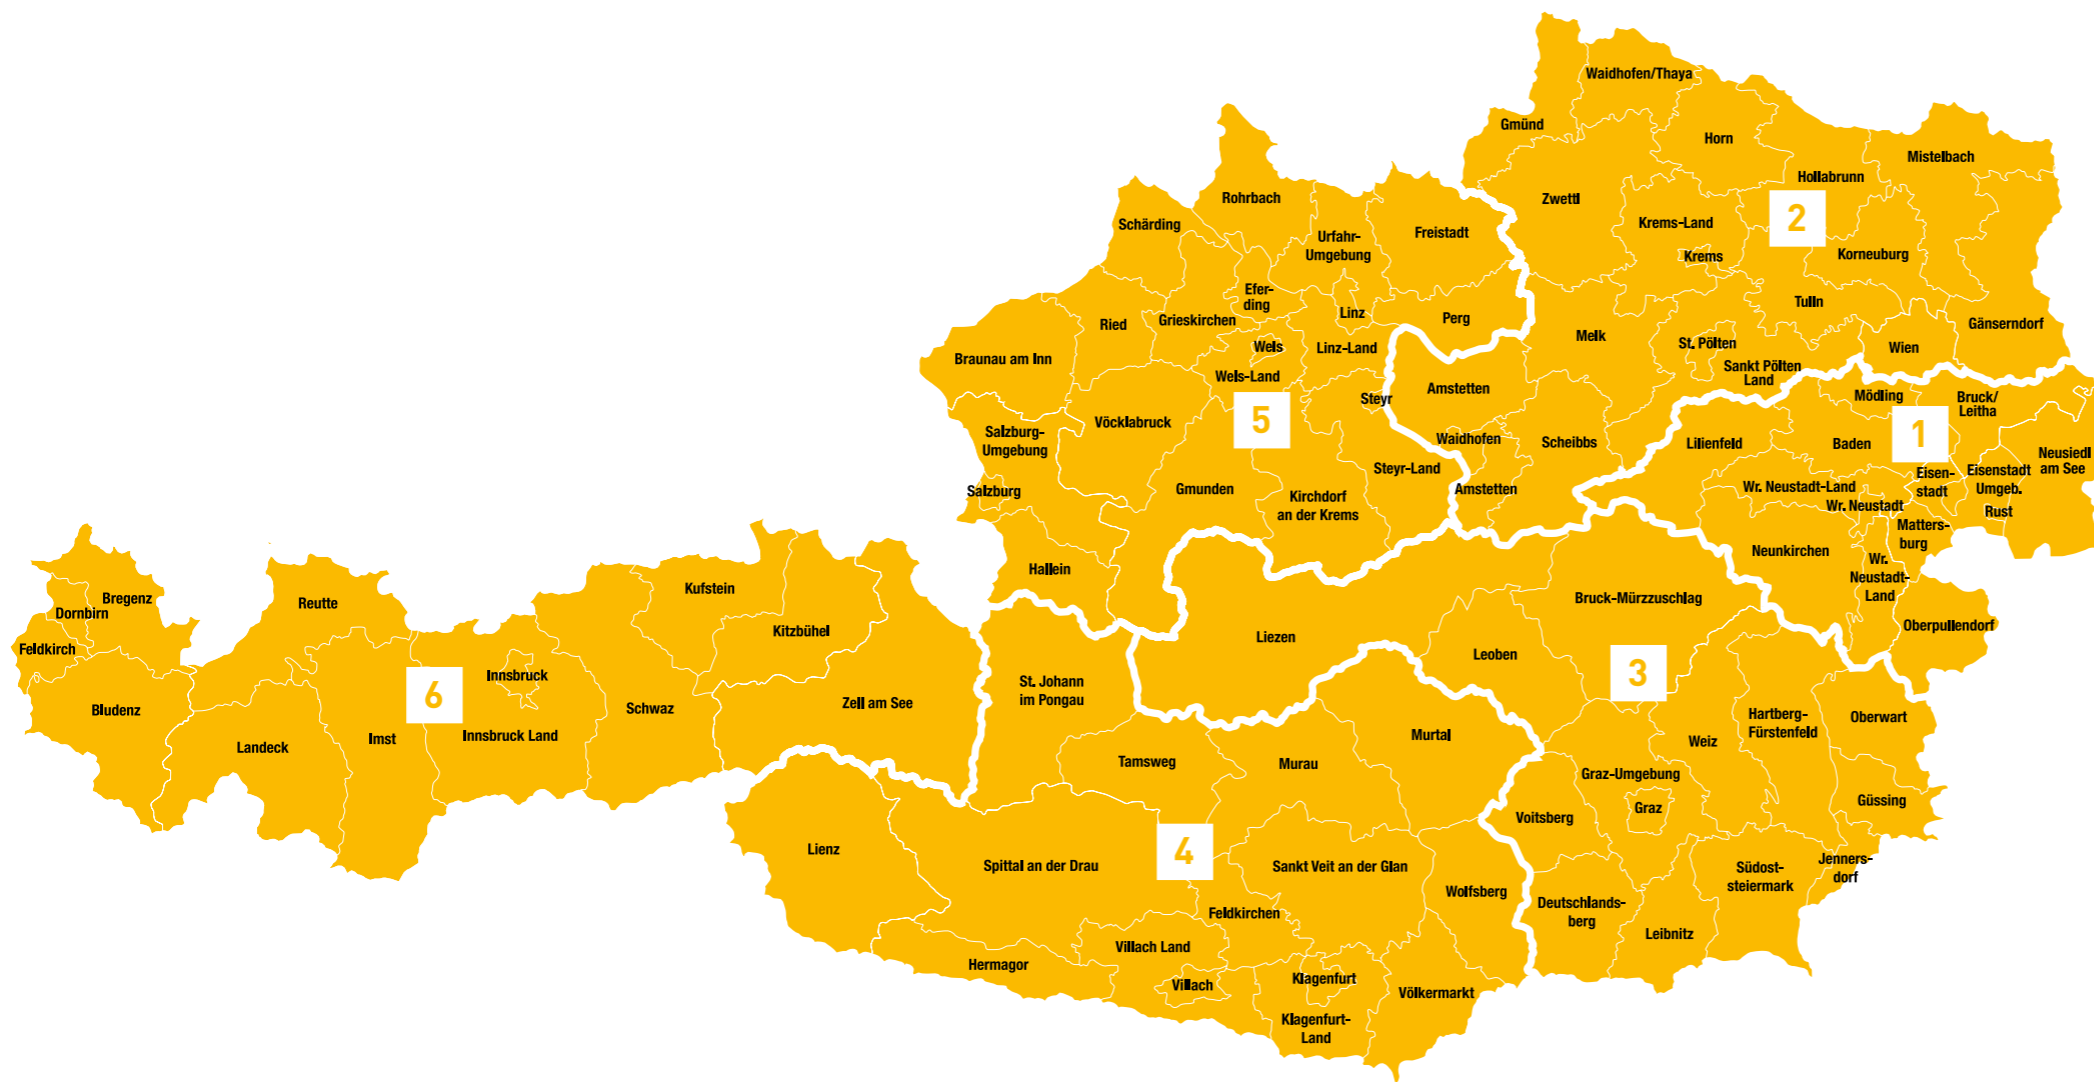 Waidhofen/Thaya
Gmünd
Horn
Mistelbach
Hollabrunn
Zwettl
2
Krems-Land
Krems
Korneuburg
Tulln
Gänserndorf
Melk
St. Pölten
Sankt Pölten
Land
Wien
Amstetten
Waidhofen
Scheibbs
Amstetten
Rohrbach
Schärding
Urfahr-
Umgebung
Freistadt
Efer-
ding
Linz
Perg
Ried
Grieskirchen
Braunau am Inn
Wels
Linz-Land
Wels-Land
Steyr
5
Vöcklabruck
Salzburg-
Umgebung
Steyr-Land
Salzburg
Gmunden
Kirchdorf
an der Krems
Hallein
Mödling
Bruck/
Leitha
1
Lilienfeld
Baden
Neusiedl
am See
Eisen-
stadt
Eisenstadt
Umgeb.
Wr. Neustadt-Land
Wr. Neustadt
Rust
Matters-
burg
Neunkirchen
Wr.
Neustadt-
Land
Oberpullendorf
Bruck-Mürzzuschlag
Liezen
Leoben
3
Hartberg-
Fürstenfeld
Oberwart
Weiz
Graz-Umgebung
Graz
Güssing
Voitsberg
Südost-
steiermark
Jenners-
dorf
Deutschlands-
berg
Leibnitz
St. Johann
im Pongau
Murtal
Tamsweg
Murau
4
Lienz
Spittal an der Drau
Sankt Veit an der Glan
Wolfsberg
Feldkirchen
Villach Land
Hermagor
Villach
Klagenfurt
Völkermarkt
Klagenfurt-
Land
Bregenz
Dornbirn
Feldkirch
Bludenz
Reutte
Kufstein
Kitzbühel
Innsbruck
6
Zell am See
Schwaz
Landeck
Imst
Innsbruck Land